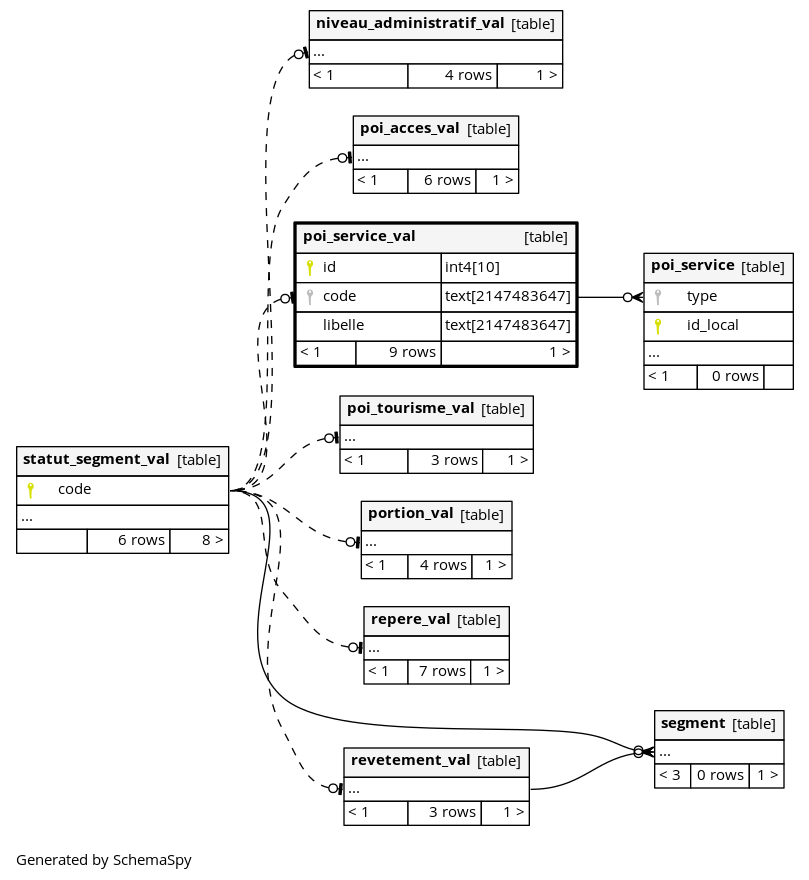 niveau_administratif_val [table]
...
< 1 4 rows 1 >
poi_acces_val [table]
...
< 1 6 rows 1 >
poi_service_val [table]
id int4[10]
code text[2147483647]
libelle text[2147483647]
< 1 9 rows 1 >
poi_service [table]
type
id_local
...
< 1 0 rows
poi_tourisme_val [table]
...
< 1 3 rows 1 >
statut_segment_val [table]
code
...
6 rows 8 >
portion_val [table]
...
< 1 4 rows 1 >
repere_val [table]
...
< 1 7 rows 1 >
segment [table]
...
< 3 0 rows 1 >
revetement_val [table]
...
< 1 3 rows 1 >
Generated by SchemaSpy